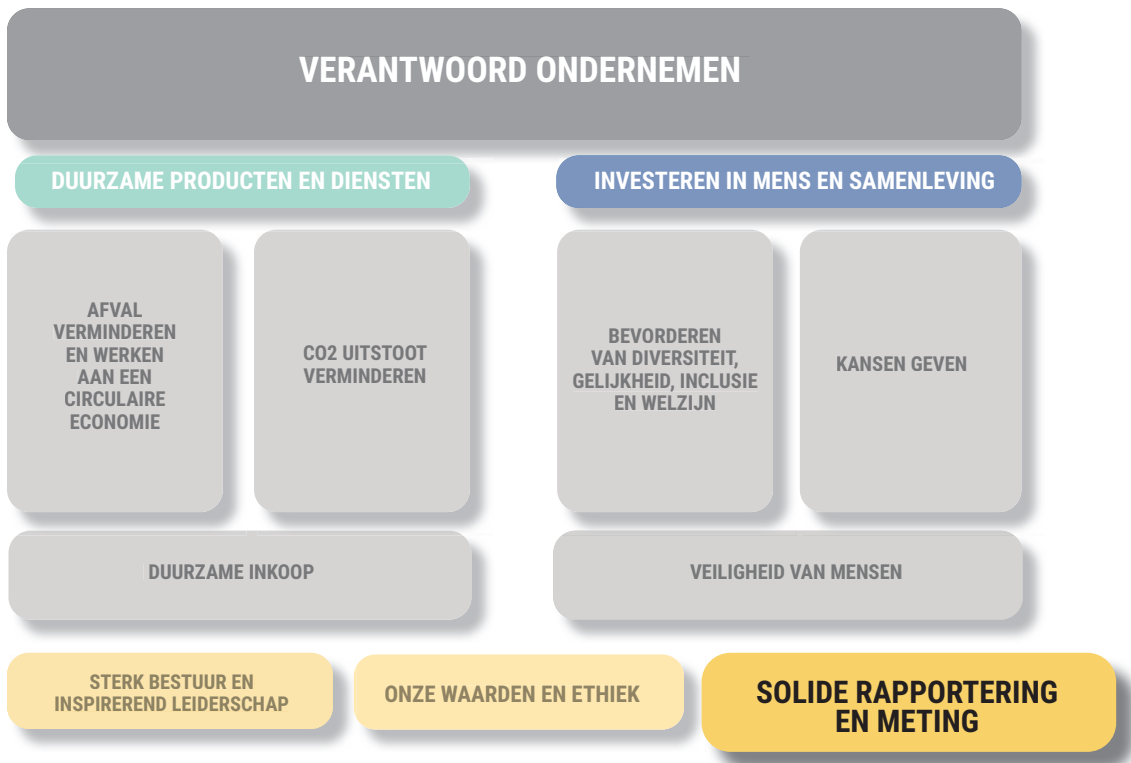 VERANTWOORD ONDERNEMEN
DUURZAME PRODUCTEN EN DIENSTEN
INVESTEREN IN MENS EN SAMENLEVING
AFVAL
VERMINDEREN
EN WERKEN
AAN EEN
CIRCULAIRE
ECONOMIE
CO2 UITSTOOT
VERMINDEREN
BEVORDEREN
VAN DIVERSITEIT,
GELIJKHEID, INCLUSIE
EN WELZIJN
KANSEN GEVEN
DUURZAME INKOOP
VEILIGHEID VAN MENSEN
STERK BESTUUR EN
INSPIREREND LEIDERSCHAP
ONZE WAARDEN EN ETHIEK
SOLIDE RAPPORTERING
EN METING